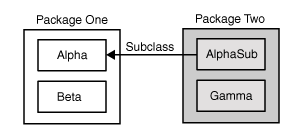 Package One
Package Two
Alpha
Subclass
AlphaSub
Beta
Gamma